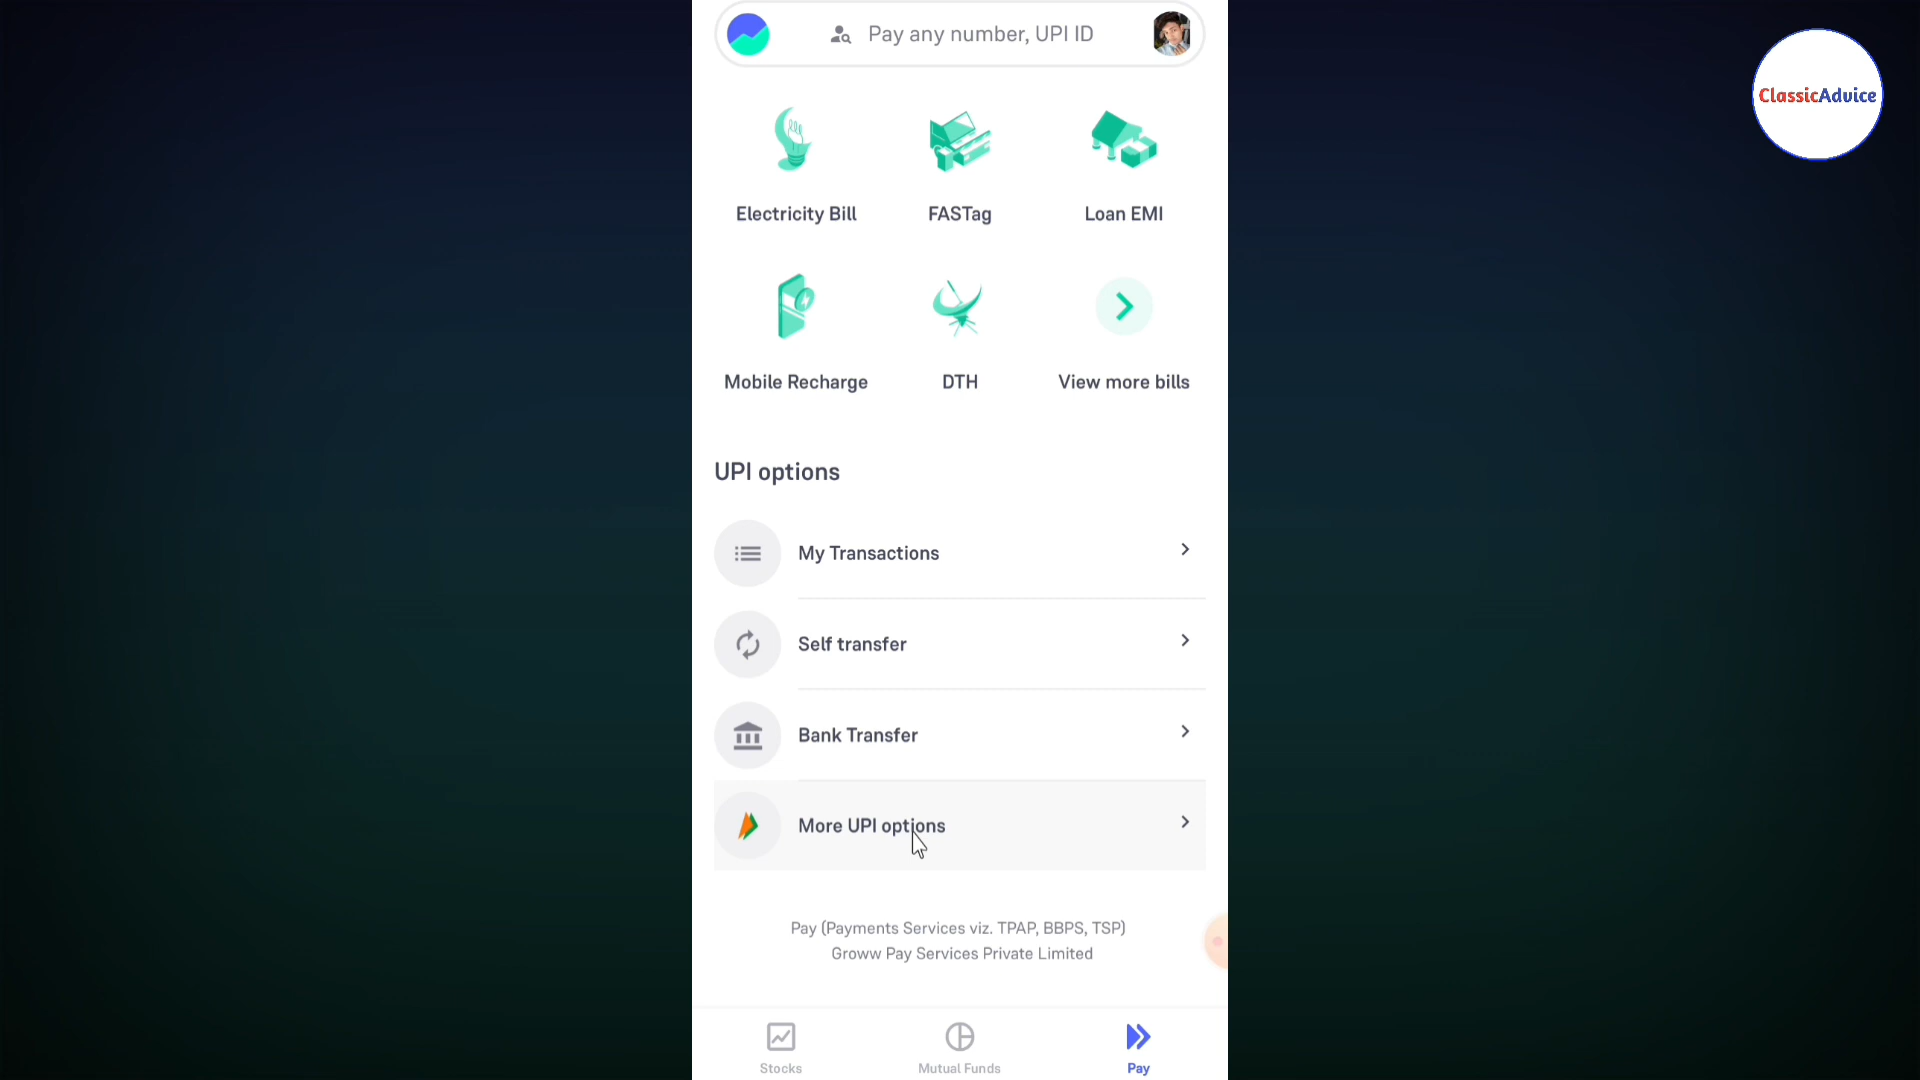 Pay any number, UPI ID
ClassicAdvice
Electricity Bill
FASTag
Loan EMI
Mobile Recharge
DTH
View more bills
UPI options
My Transactions
Self transfer
Bank Transfer
More UPI options
Pay (Payments Services viz. TPAP, BBPS, TSP)
Groww Pay Services Private Limited
Stocks
Mutual Funds
Pay